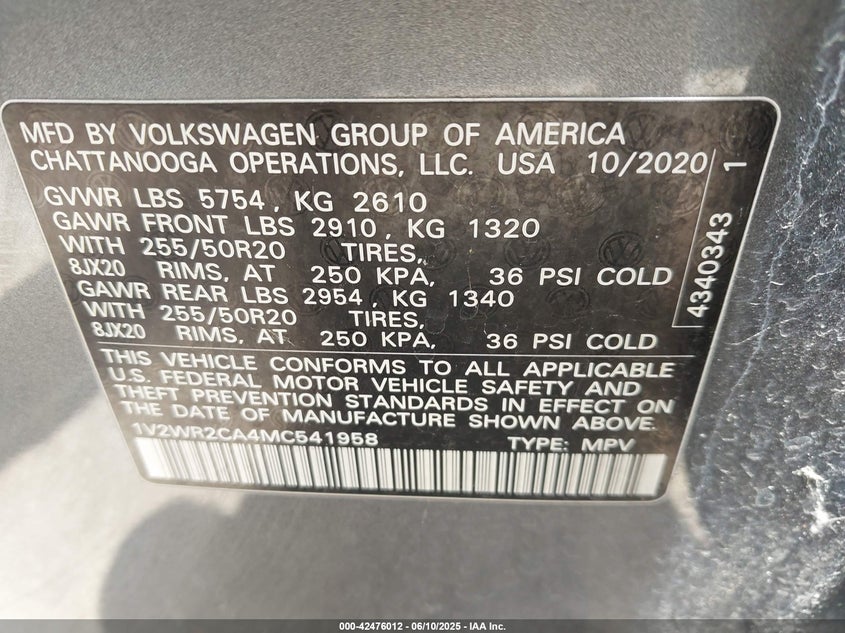 MFD BY VOLKSWAGEN GROUP OF AMERICA
CHATTANOOGA OPERATIONS, LLC. USA 10/2020
GVWR LBS 5754, KG 2610
GAWR FRONT LBS 2910, KG 1320
WITH 255/50R20 TIRES,
8JX20 RIMS, AT 250 KPA, 36 PSI COLD
GAWR REAR LBS 2954, KG 1340
WITH 255/50R20 TIRES,
8JX20 RIMS, AT 250 KPA, 36 PSI COLD
THIS VEHICLE CONFORMS TO ALL APPLICABLE
U.S. FEDERAL MOTOR VEHICLE SAFETY AND
THEFT PREVENTION STANDARDS IN EFFECT ON
THE DATE OF MANUFACTURE SHOWN ABOVE.
1V2WR2CA4MC541958 TYPE: MPV
4340343 1
000-42476012 - 06/10/2025 - IAA Inc.